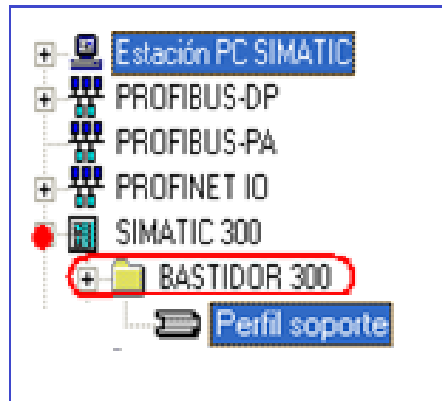 Estación PC SIMATIC
PROFIBUS-DP
PROFIBUS-PA
PROFINET IO
SIMATIC 300
BASTIDOR 300
Perfil soporte